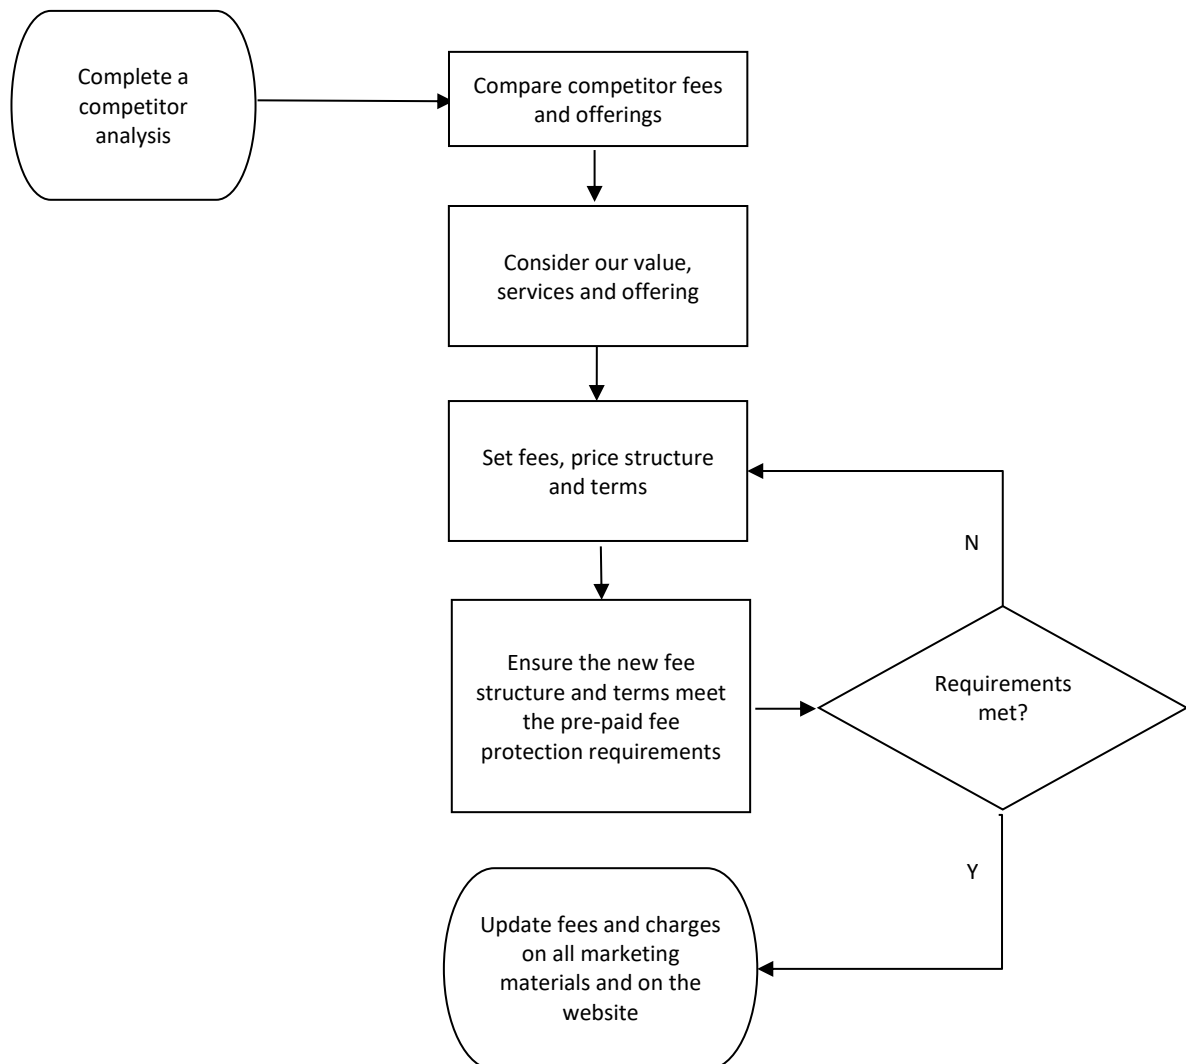 Complete a
competitor
analysis
Compare competitor fees
and offerings
Consider our value,
services and offering
Set fees, price structure
and terms
N
Ensure the new fee
structure and terms meet
the pre-paid fee
protection requirements
Requirements
met?
Y
Update fees and charges
on all marketing
materials and on the
website